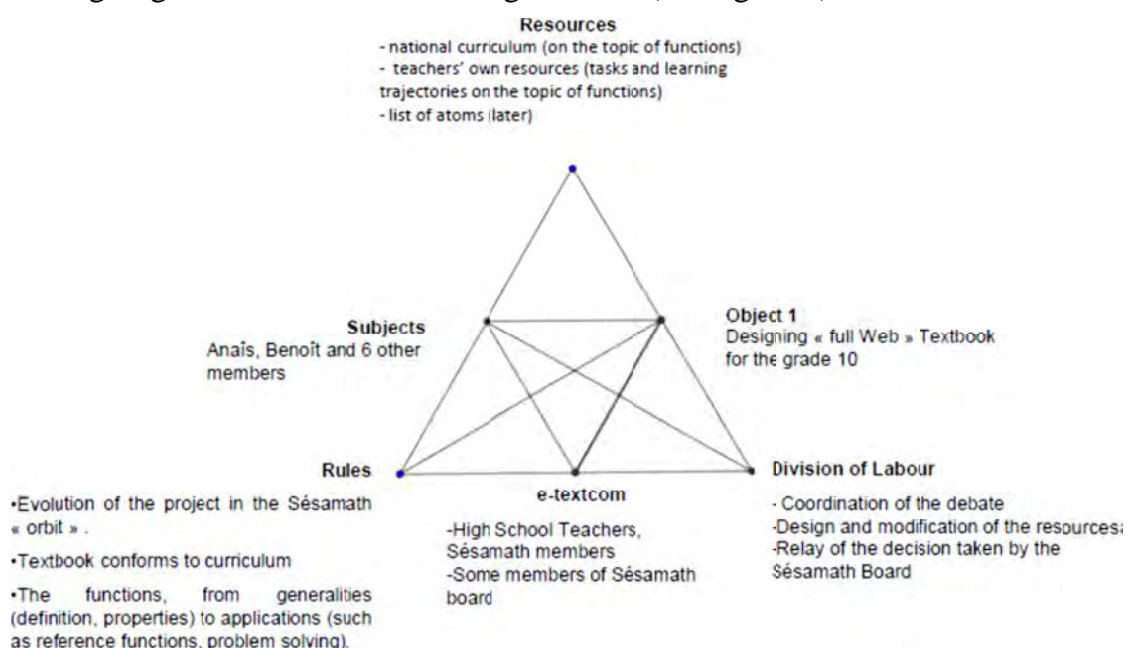 Resources
- national curriculum (on the topic of functions)
- teachers' own resources (tasks and learning
trajectories on the topic of functions)
- list of atoms (later)
Subjects
Anaîs, Benoît and 6 other
members
Object 1
Designing « full Web » Textbook
for the grade 10
Rules
•Evolution of the project in the Sésamath
« orbit » .
•Textbook conforms to curriculum
•The functions, from generalities
(definition, properties) to applications (such
as reference functions, problem solving).
e-textcom
-High School Teachers,
Sésamath members
-Some members of Sésamath
board
Division of Labour
- Coordination of the debate
-Design and modification of the resources
-Relay of the decision taken by the
Sésamath Board